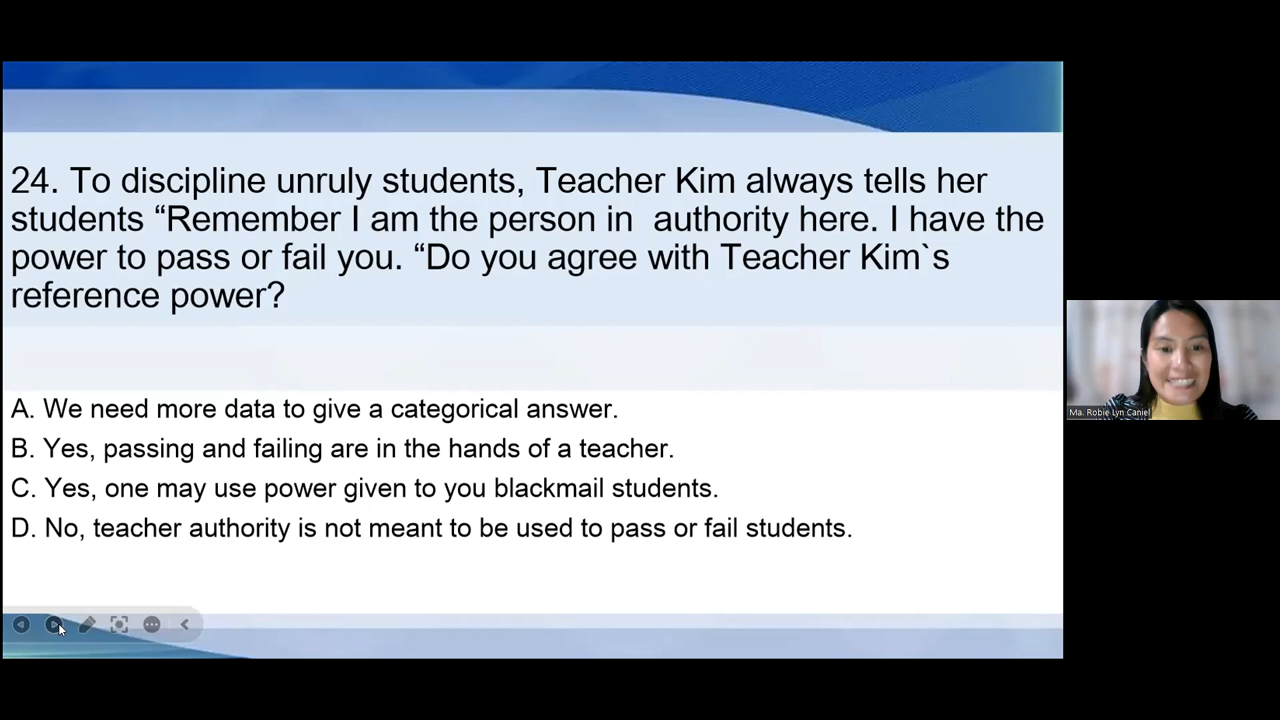 24. To discipline unruly students, Teacher Kim always tells her
students “Remember I am the person in  authority here. I have the
power to pass or fail you. “Do you agree with Teacher Kim`s
reference power?
A. We need more data to give a categorical answer.
B. Yes, passing and failing are in the hands of a teacher.
C. Yes, one may use power given to you blackmail students.
D. No, teacher authority is not meant to be used to pass or fail students.
Ma. Robie Lyn Caniel